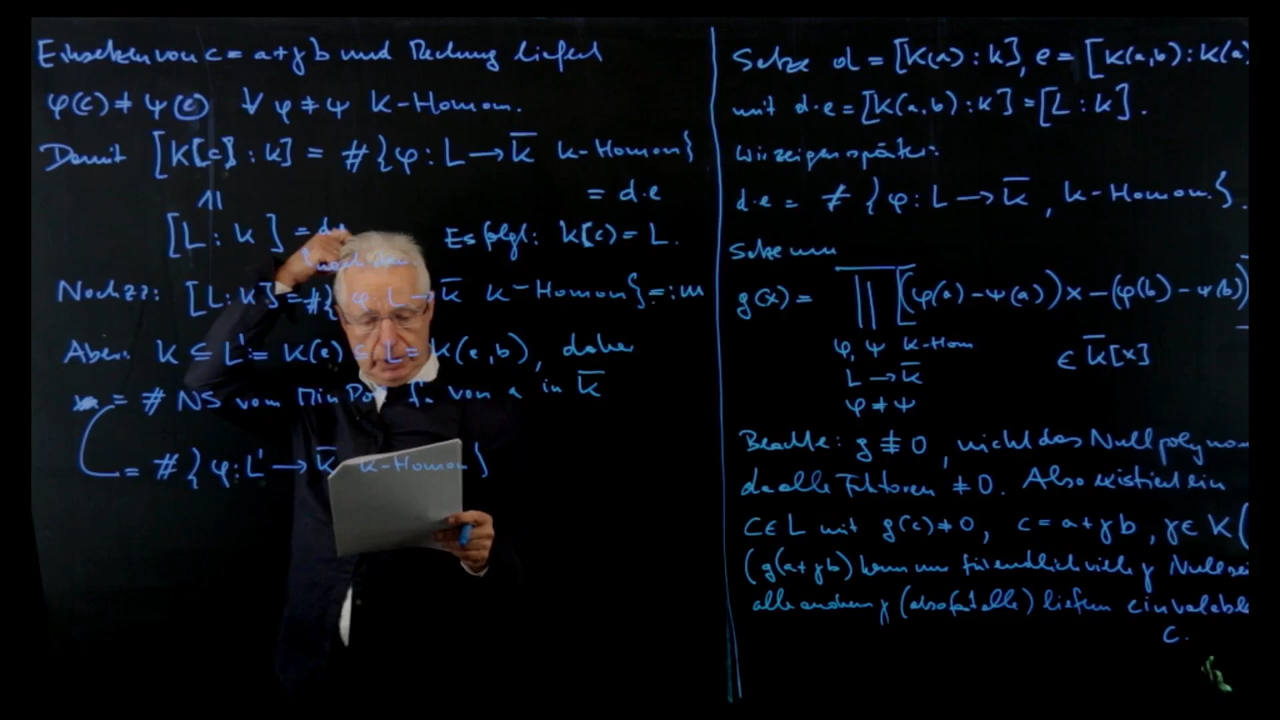 Einsetzen von c = a+γb und Rechnung liefert
φ(c) ≠ ψ(c) ∀ φ ≠ ψ k-Homom.
Damit [K[c] : k] = #{φ : L → k̄ k-Homom}
= d·e
[L : k] = d·e
Es folgt: k[c] = L.
Noch zz: [L : k] = #{φ : L → k̄ k-Homom} =: m
Aber: k ⊆ L' := K(a) ⊆ L = K(a,b), daher
= # NS vom MinPol fₐ von a in k̄
= #{φ : L' → k̄ k-Homom}
Setze d = [K(a) : k], e = [K(a,b) : K(a)
mit d·e = [K(a,b) : k] = [L : k].
Wir zeigen später:
d·e = #{φ : L → k̄, k-Homom.}.
Setze nun
g(x) = ∏ [(φ(a) - ψ(a))x - (φ(b) - ψ(b))
φ, ψ k-Hom
L → k̄
φ ≠ ψ
∈ k̄[x]
Beachte: g ≢ 0, nicht das Nullpolynom
da alle Faktoren ≠ 0. Also existiert ein
c ∈ L mit g(c) ≠ 0, c = a+γb, γ ∈ K (
(g(a+γb) kann nur für endlich viele γ Null sei
alle anderen γ (also fast alle) liefern ein
c.